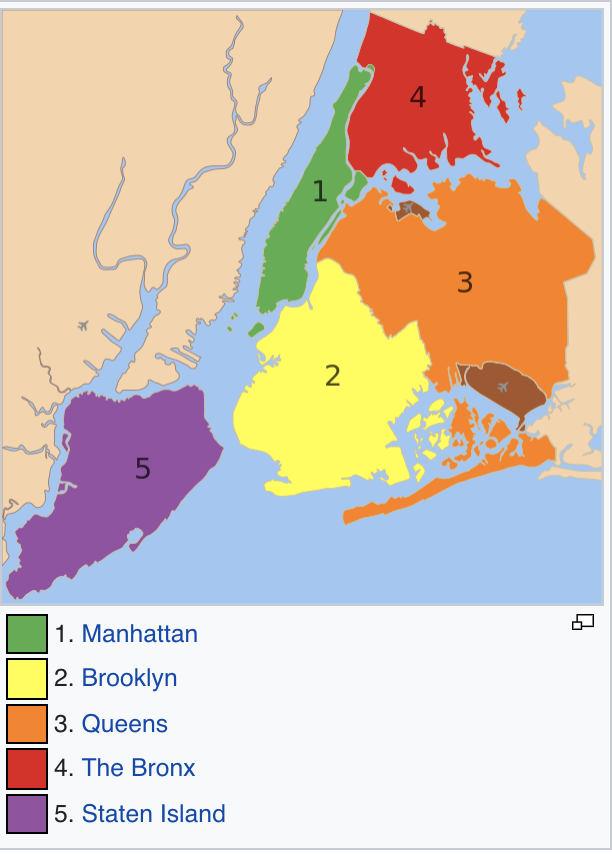 4
1
3
2
5
1. Manhattan
2. Brooklyn
3. Queens
4. The Bronx
5. Staten Island